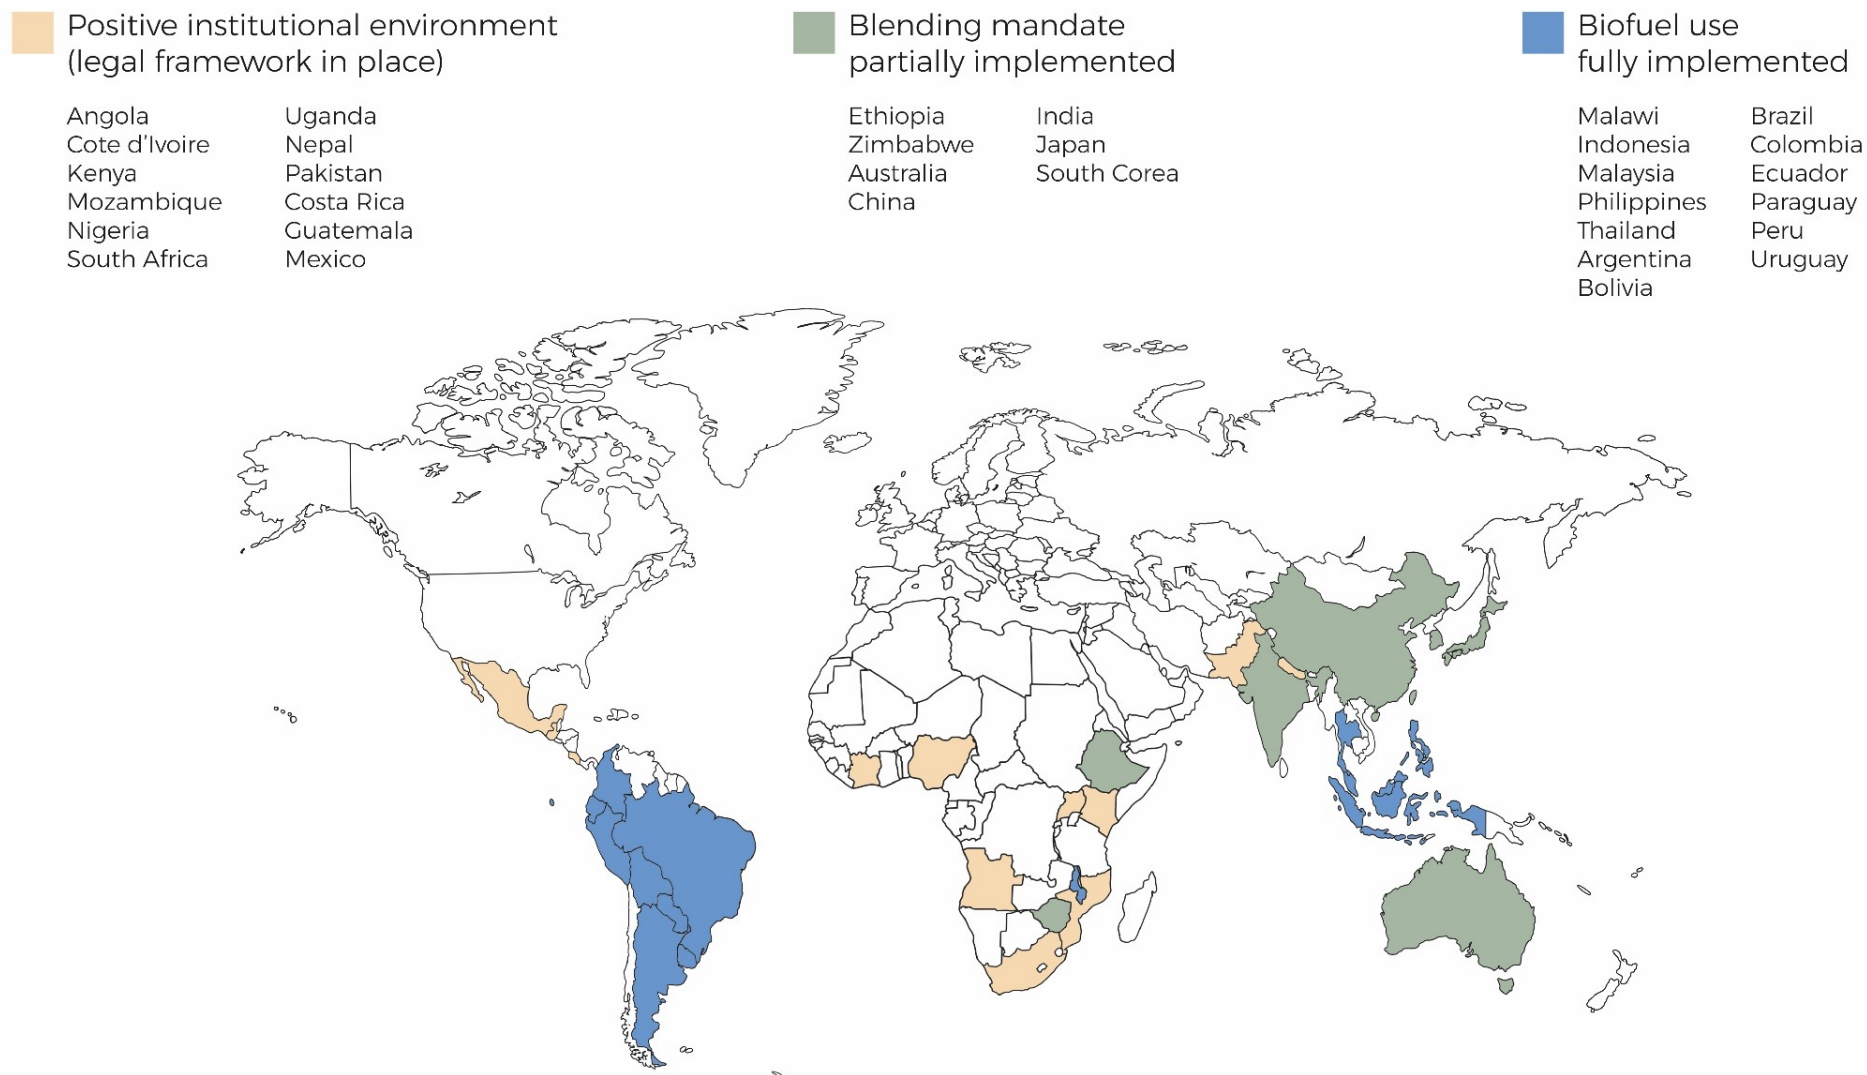 Positive institutional environment
(legal framework in place)
Angola
Cote d'Ivoire
Kenya
Mozambique
Nigeria
South Africa
Uganda
Nepal
Pakistan
Costa Rica
Guatemala
Mexico
Blending mandate
partially implemented
Ethiopia
Zimbabwe
Australia
China
India
Japan
South Corea
Biofuel use
fully implemented
Malawi
Indonesia
Malaysia
Philippines
Thailand
Argentina
Bolivia
Brazil
Colombia
Ecuador
Paraguay
Peru
Uruguay